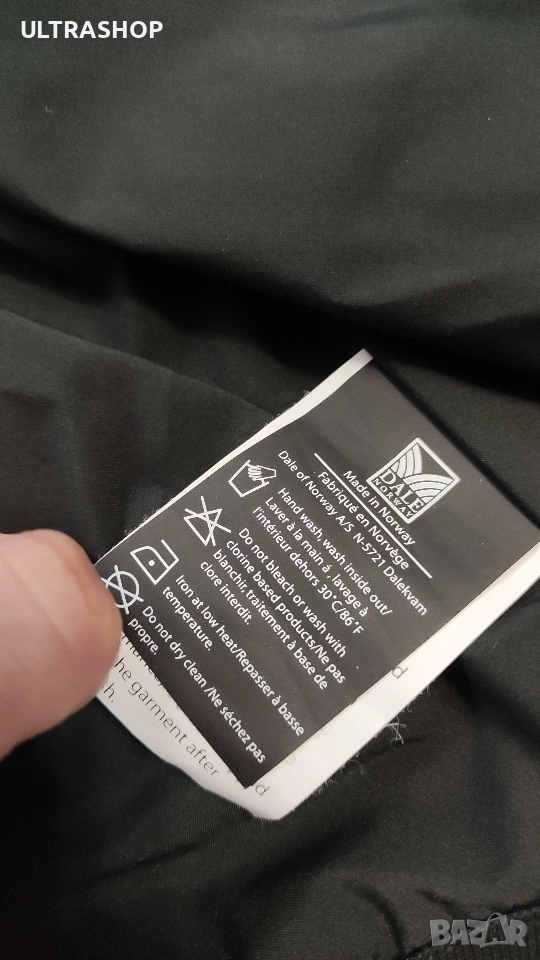 ULTRASHOP
DALE
NORWAY
Made in Norway
Fabriqué en Norvège
Dale of Norway A/S N-5721 Dalekvam
Hand wash, wash inside out/
Laver à la main á, lavage à
l'intérieur dehors 30°C/86°F
Do not bleach or wash with
clorine based products/Ne pas
blanchir, traitement à base de
clore interdit.
Iron at low heat/Repasser à basse
temperature.
Do not dry clean /Ne séchez pas
propre.
he garment after
h.
BAZAR